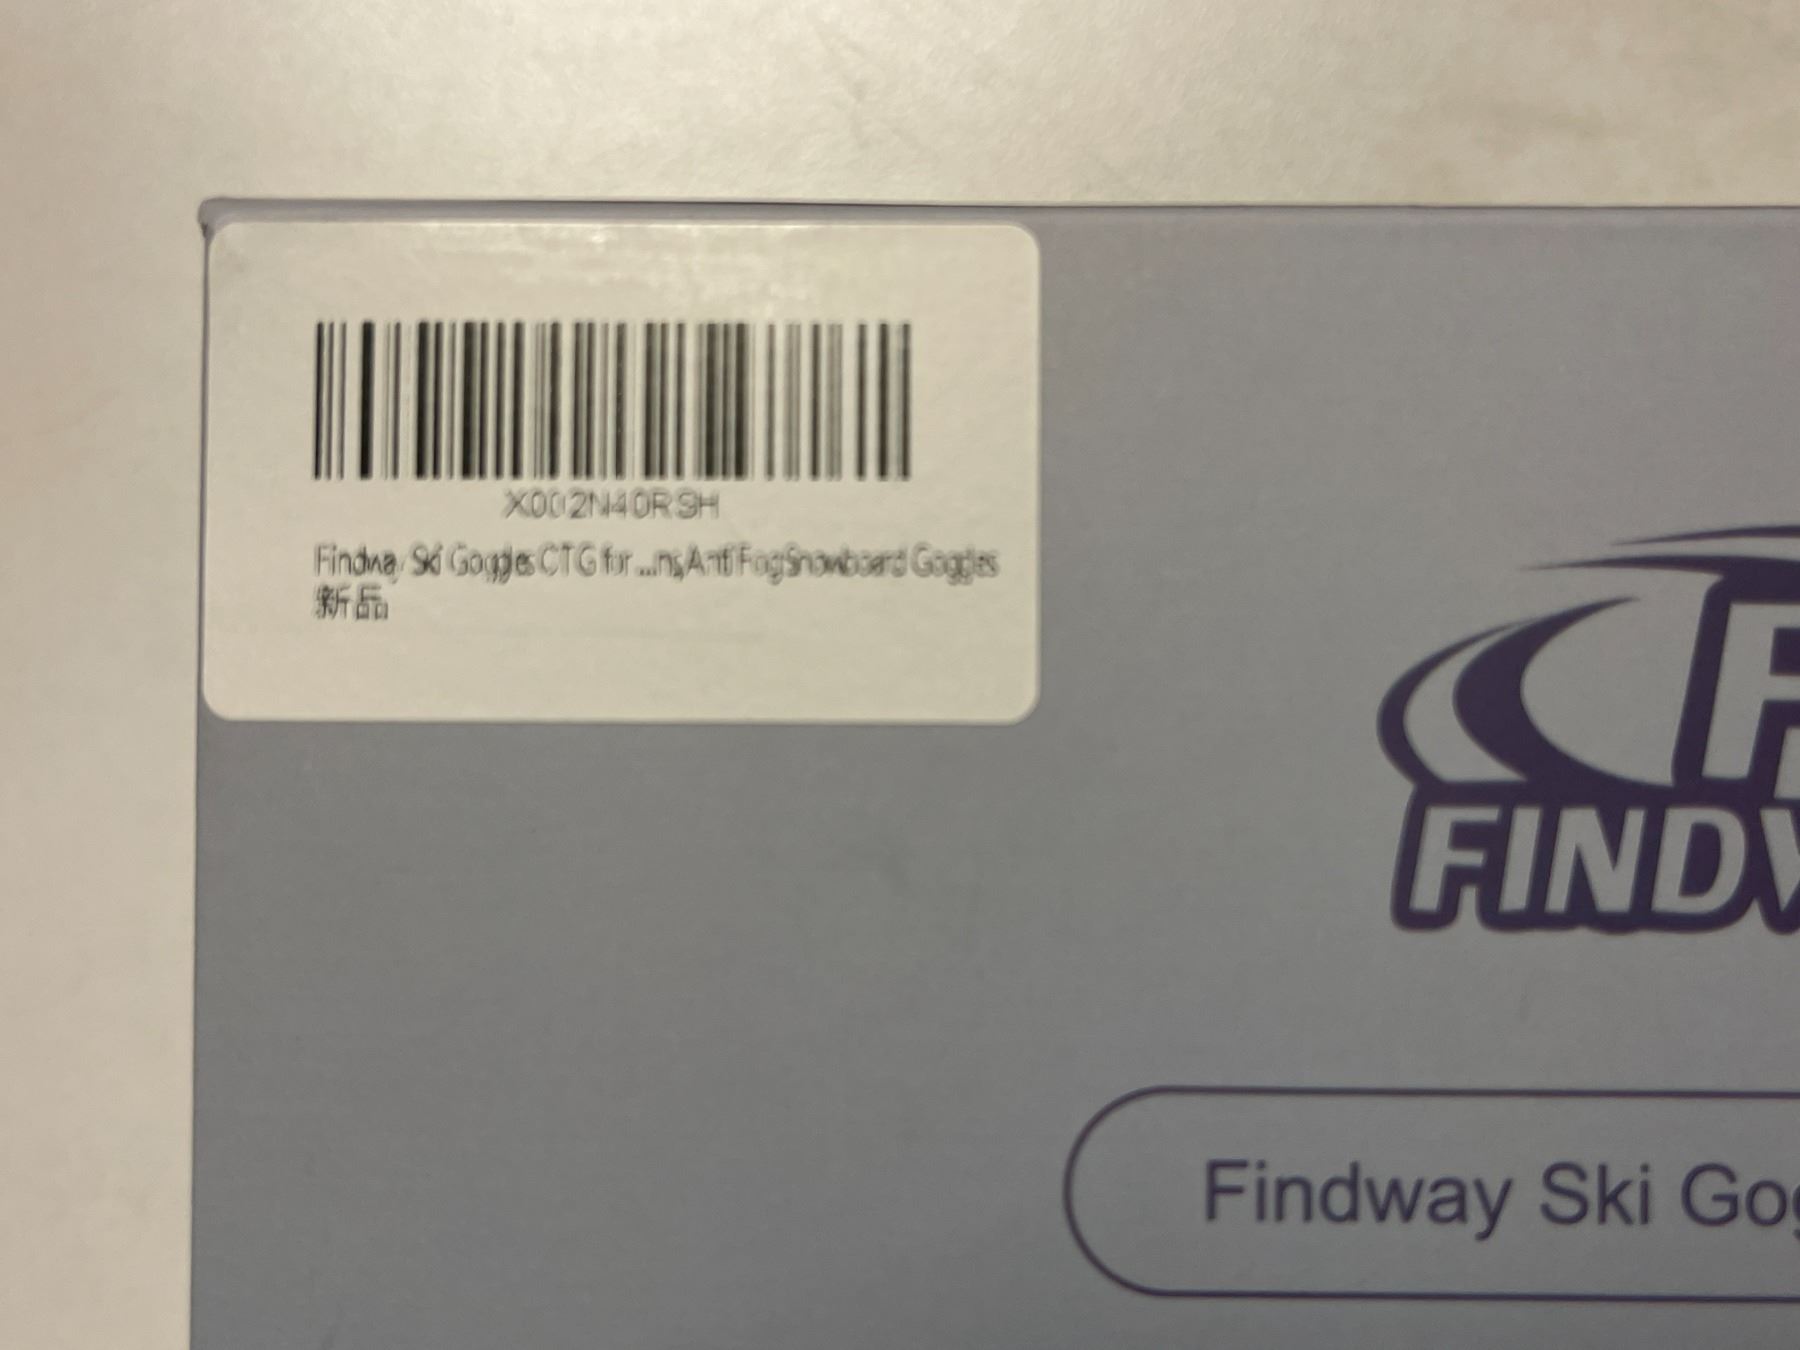 X002N40RSH
Findway Ski Goggles OTG for ...ns,Anti Fog Snowboard Goggles
新品
FINDW
Findway Ski Gog